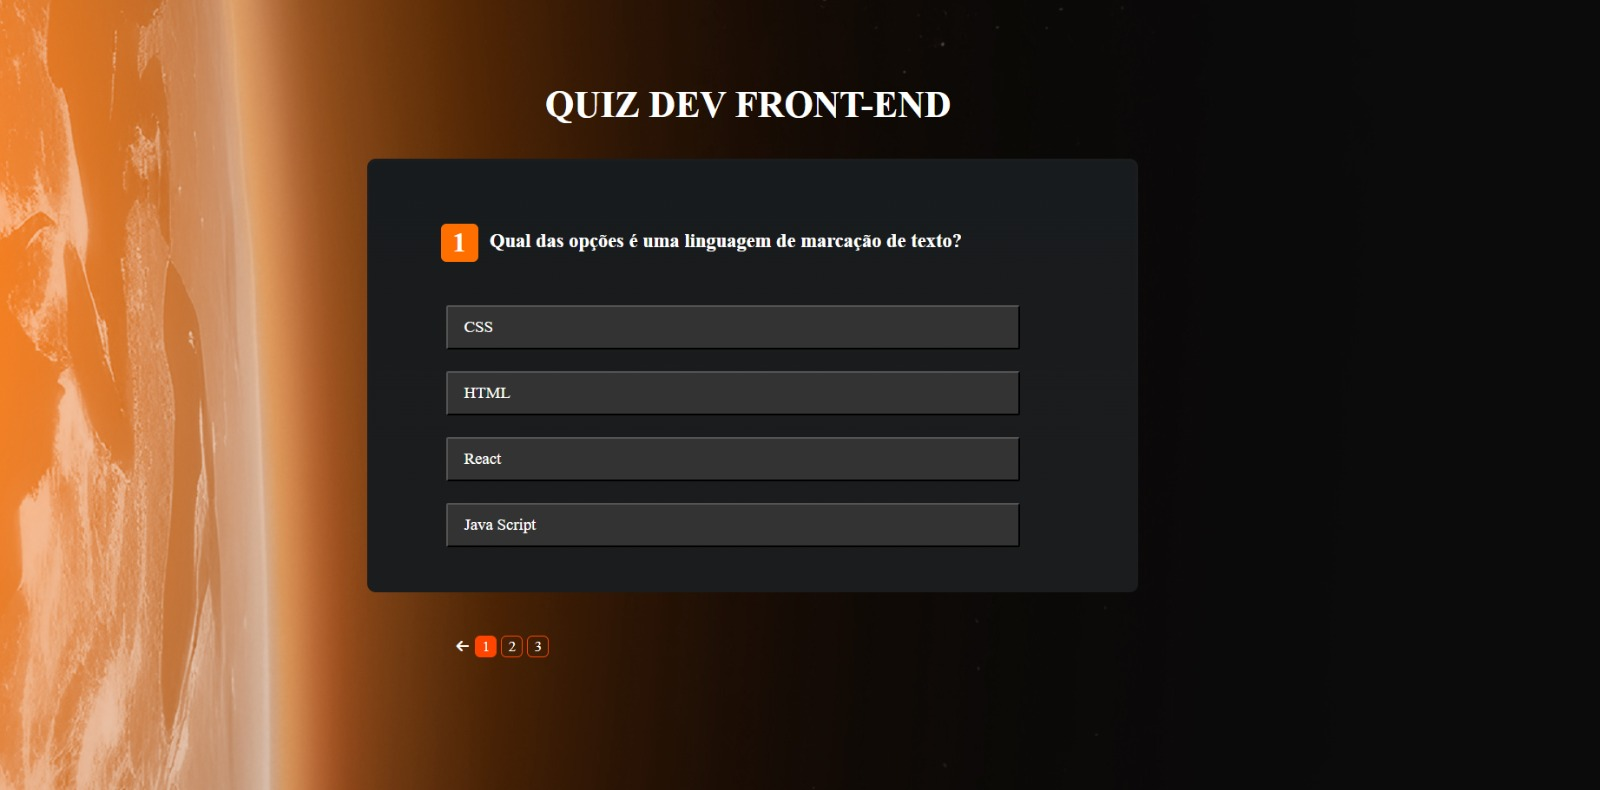 QUIZ DEV FRONT-END
1 Qual das opções é uma linguagem de marcação de texto?
CSS
HTML
React
Java Script
1 2 3